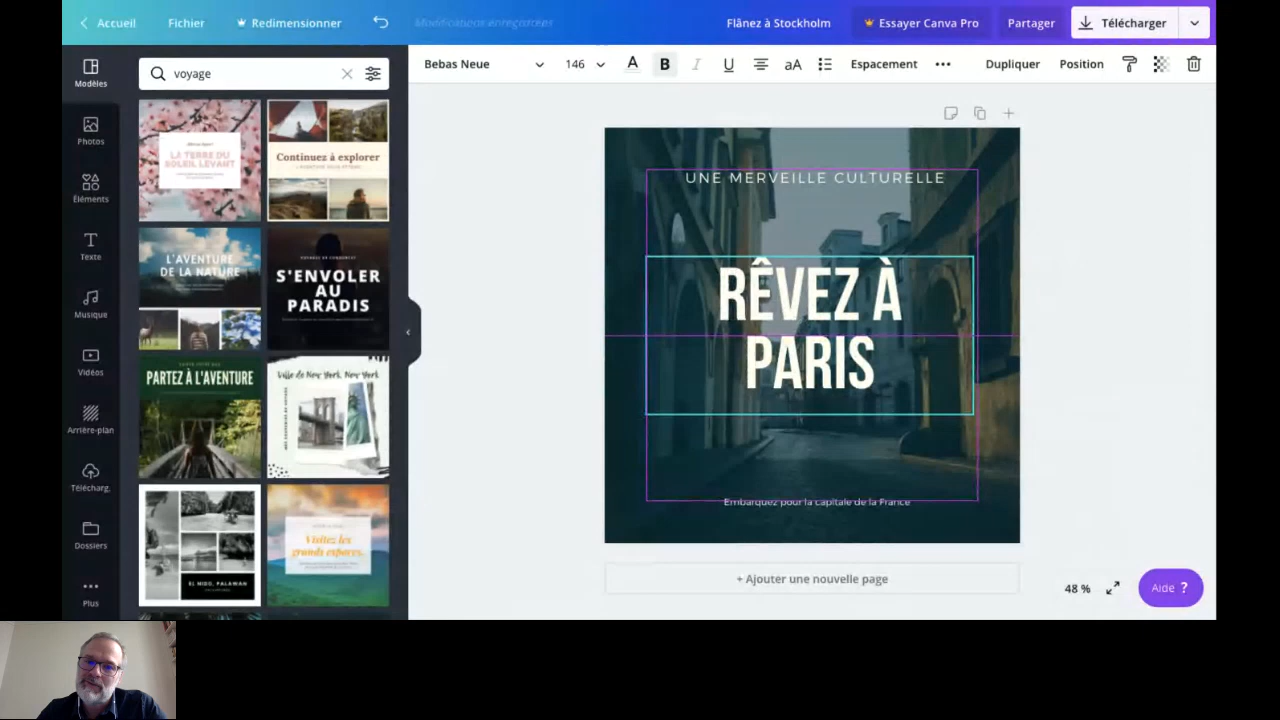 Accueil
Fichier
Redimensionner
Modifications enregistrées
Flânez à Stockholm
Essayer Canva Pro
Partager
Télécharger
Modèles
Photos
Éléments
Texte
Musique
Vidéos
Arrière-plan
Télécharg.
Dossiers
Plus
voyage
LA TERRE DU
SOLEIL LEVANT
Continuez à explorer
L'AVENTURE
DE LA NATURE
S'ENVOLER
AU
PARADIS
PARTEZ À L'AVENTURE
Ville de New York, New York
EL NIDO, PALAWAN
Visitez les
grands espaces.
Bebas Neue
146
A
B
I
U
aA
Espacement
Dupliquer
Position
UNE MERVEILLE CULTURELLE
RÊVEZ À
PARIS
Embarquez pour la capitale de la France
+ Ajouter une nouvelle page
48 %
Aide ?